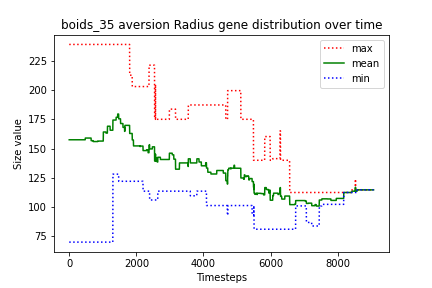 boids_35 aversion Radius gene distribution over time
max
mean
min
Size value
225
200
175
150
125
100
75
0 2000 4000 6000 8000
Timesteps